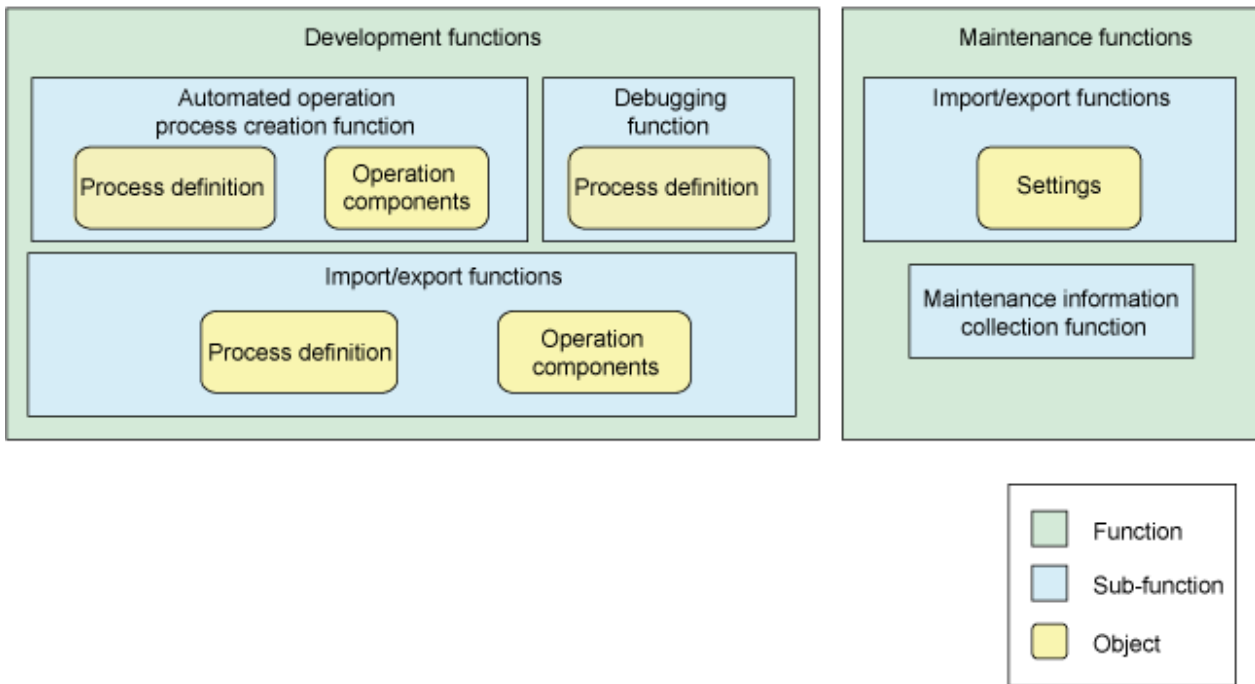 Development functions
Automated operation
process creation function
Process definition
Operation
components
Debugging
function
Process definition
Import/export functions
Process definition
Operation
components
Maintenance functions
Import/export functions
Settings
Maintenance information
collection function
Function
Sub-function
Object